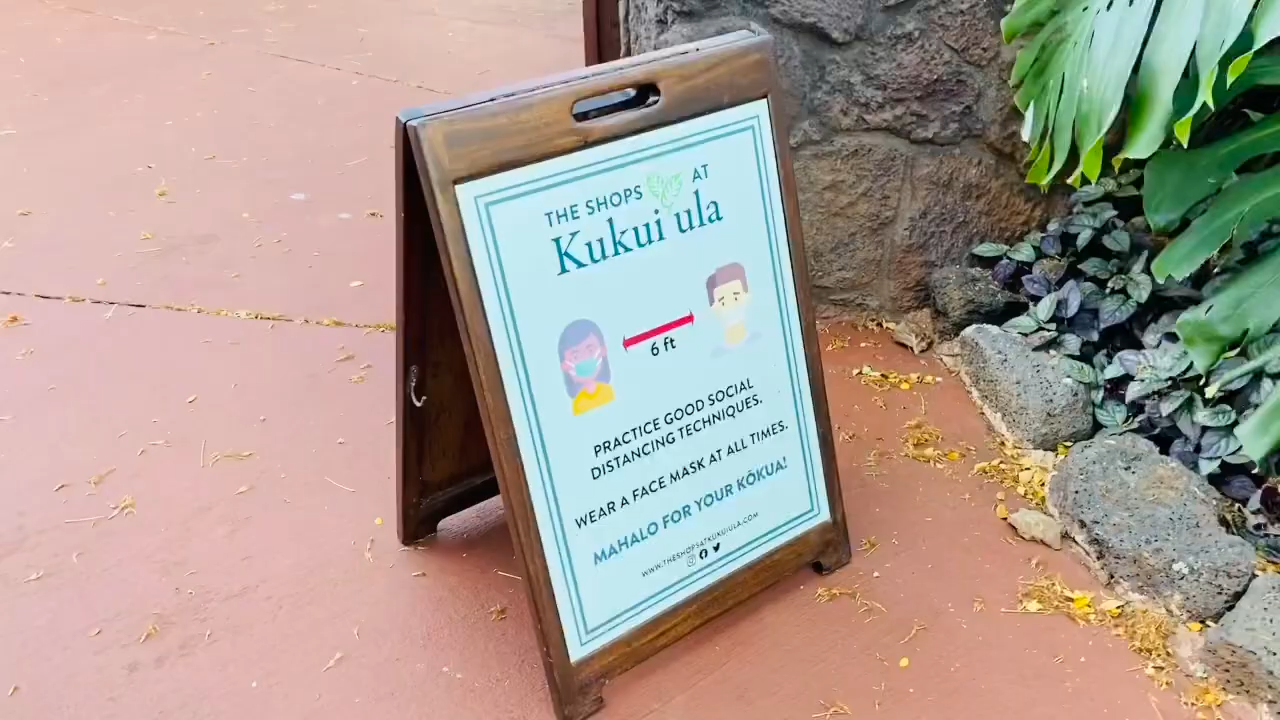 THE SHOPS AT
Kukui ula
6 ft
PRACTICE GOOD SOCIAL
DISTANCING TECHNIQUES.
WEAR A FACE MASK AT ALL TIMES.
MAHALO FOR YOUR KŌKUA!
WWW.THESHOPSATKUKUIULA.COM